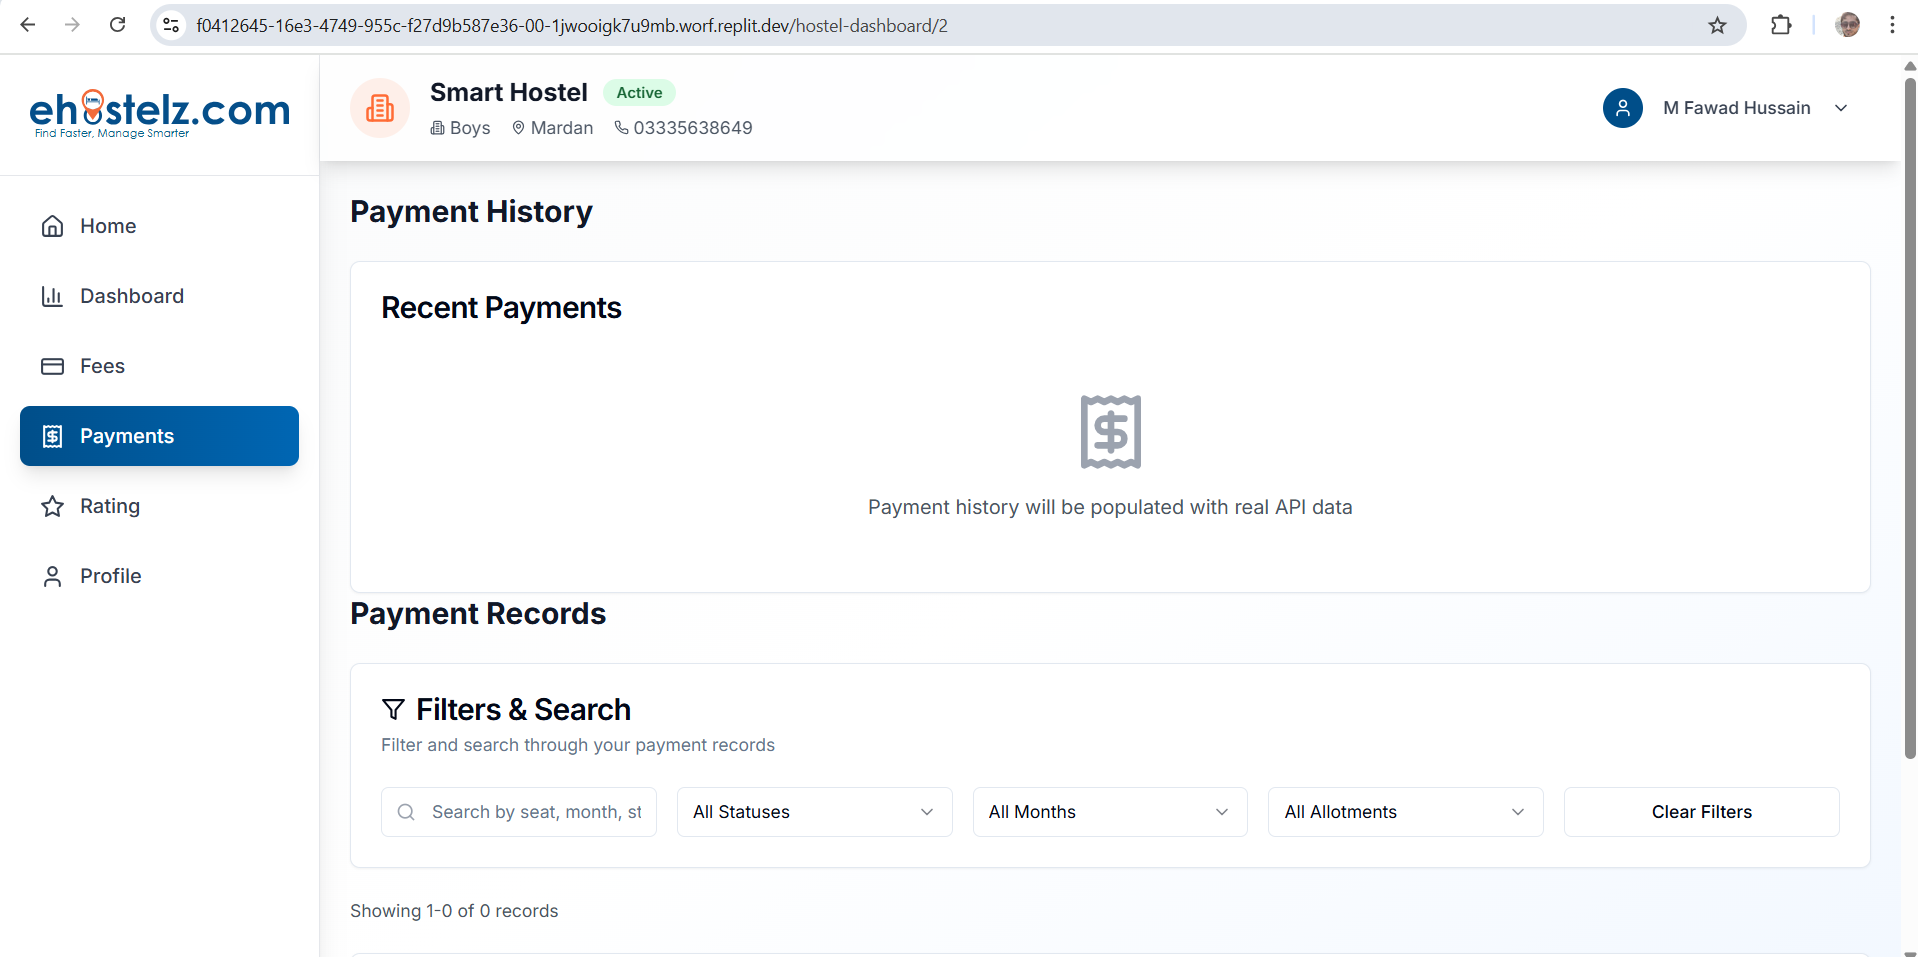 f0412645-16e3-4749-955c-f27d9b587e36-00-1jwooigk7u9mb.worf.replit.dev/hostel-dashboard/2
ehostelz.com
Find Faster, Manage Smarter
Smart Hostel Active
Boys Mardan 03335638649
M Fawad Hussain
Home
Dashboard
Fees
Payments
Rating
Profile
Payment History
Recent Payments
Payment history will be populated with real API data
Payment Records
Filters & Search
Filter and search through your payment records
Search by seat, month, st All Statuses All Months All Allotments Clear Filters
Showing 1-0 of 0 records